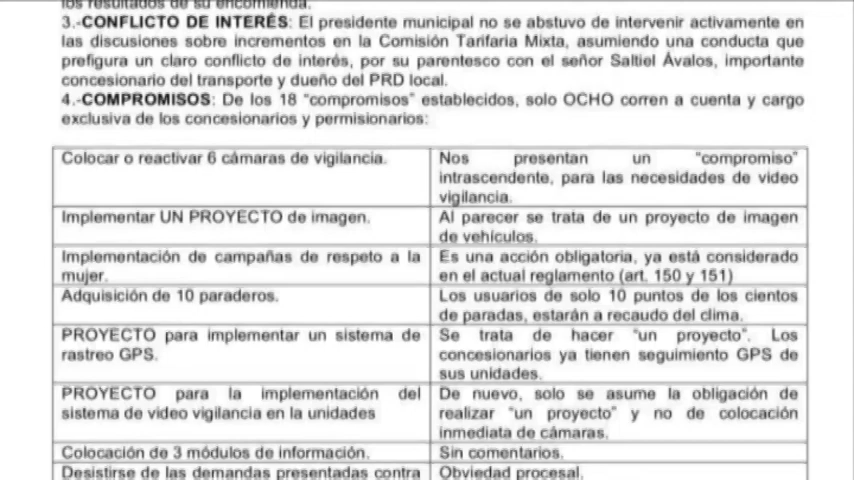 los resultados de su encomienda.
3.-CONFLICTO DE INTERÉS: El presidente municipal no se abstuvo de intervenir activamente en
las discusiones sobre incrementos en la Comisión Tarifaria Mixta, asumiendo una conducta que
prefigura un claro conflicto de interés, por su parentesco con el señor Saltiel Ávalos, importante
concesionario del transporte y dueño del PRD local.
4.-COMPROMISOS: De los 18 "compromisos" establecidos, solo OCHO corren a cuenta y cargo
exclusiva de los concesionarios y permisionarios:
Colocar o reactivar 6 cámaras de vigilancia.
Nos presentan un "compromiso"
intrascendente, para las necesidades de video
vigilancia.
Implementar UN PROYECTO de imagen.
Al parecer se trata de un proyecto de imagen
de vehículos.
Implementación de campañas de respeto a la
mujer.
Es una acción obligatoria, ya está considerado
en el actual reglamento (art. 150 y 151)
Adquisición de 10 paraderos.
Los usuarios de solo 10 puntos de los cientos
de paradas, estarán a recaudo del clima.
PROYECTO para implementar un sistema de
rastreo GPS.
Se trata de hacer "un proyecto". Los
concesionarios ya tienen seguimiento GPS de
sus unidades.
PROYECTO para la implementación del
sistema de video vigilancia en la unidades
De nuevo, solo se asume la obligación de
realizar "un proyecto" y no de colocación
inmediata de cámaras.
Colocación de 3 módulos de información.
Sin comentarios.
Desistirse de las demandas presentadas contra
Obviedad procesal.